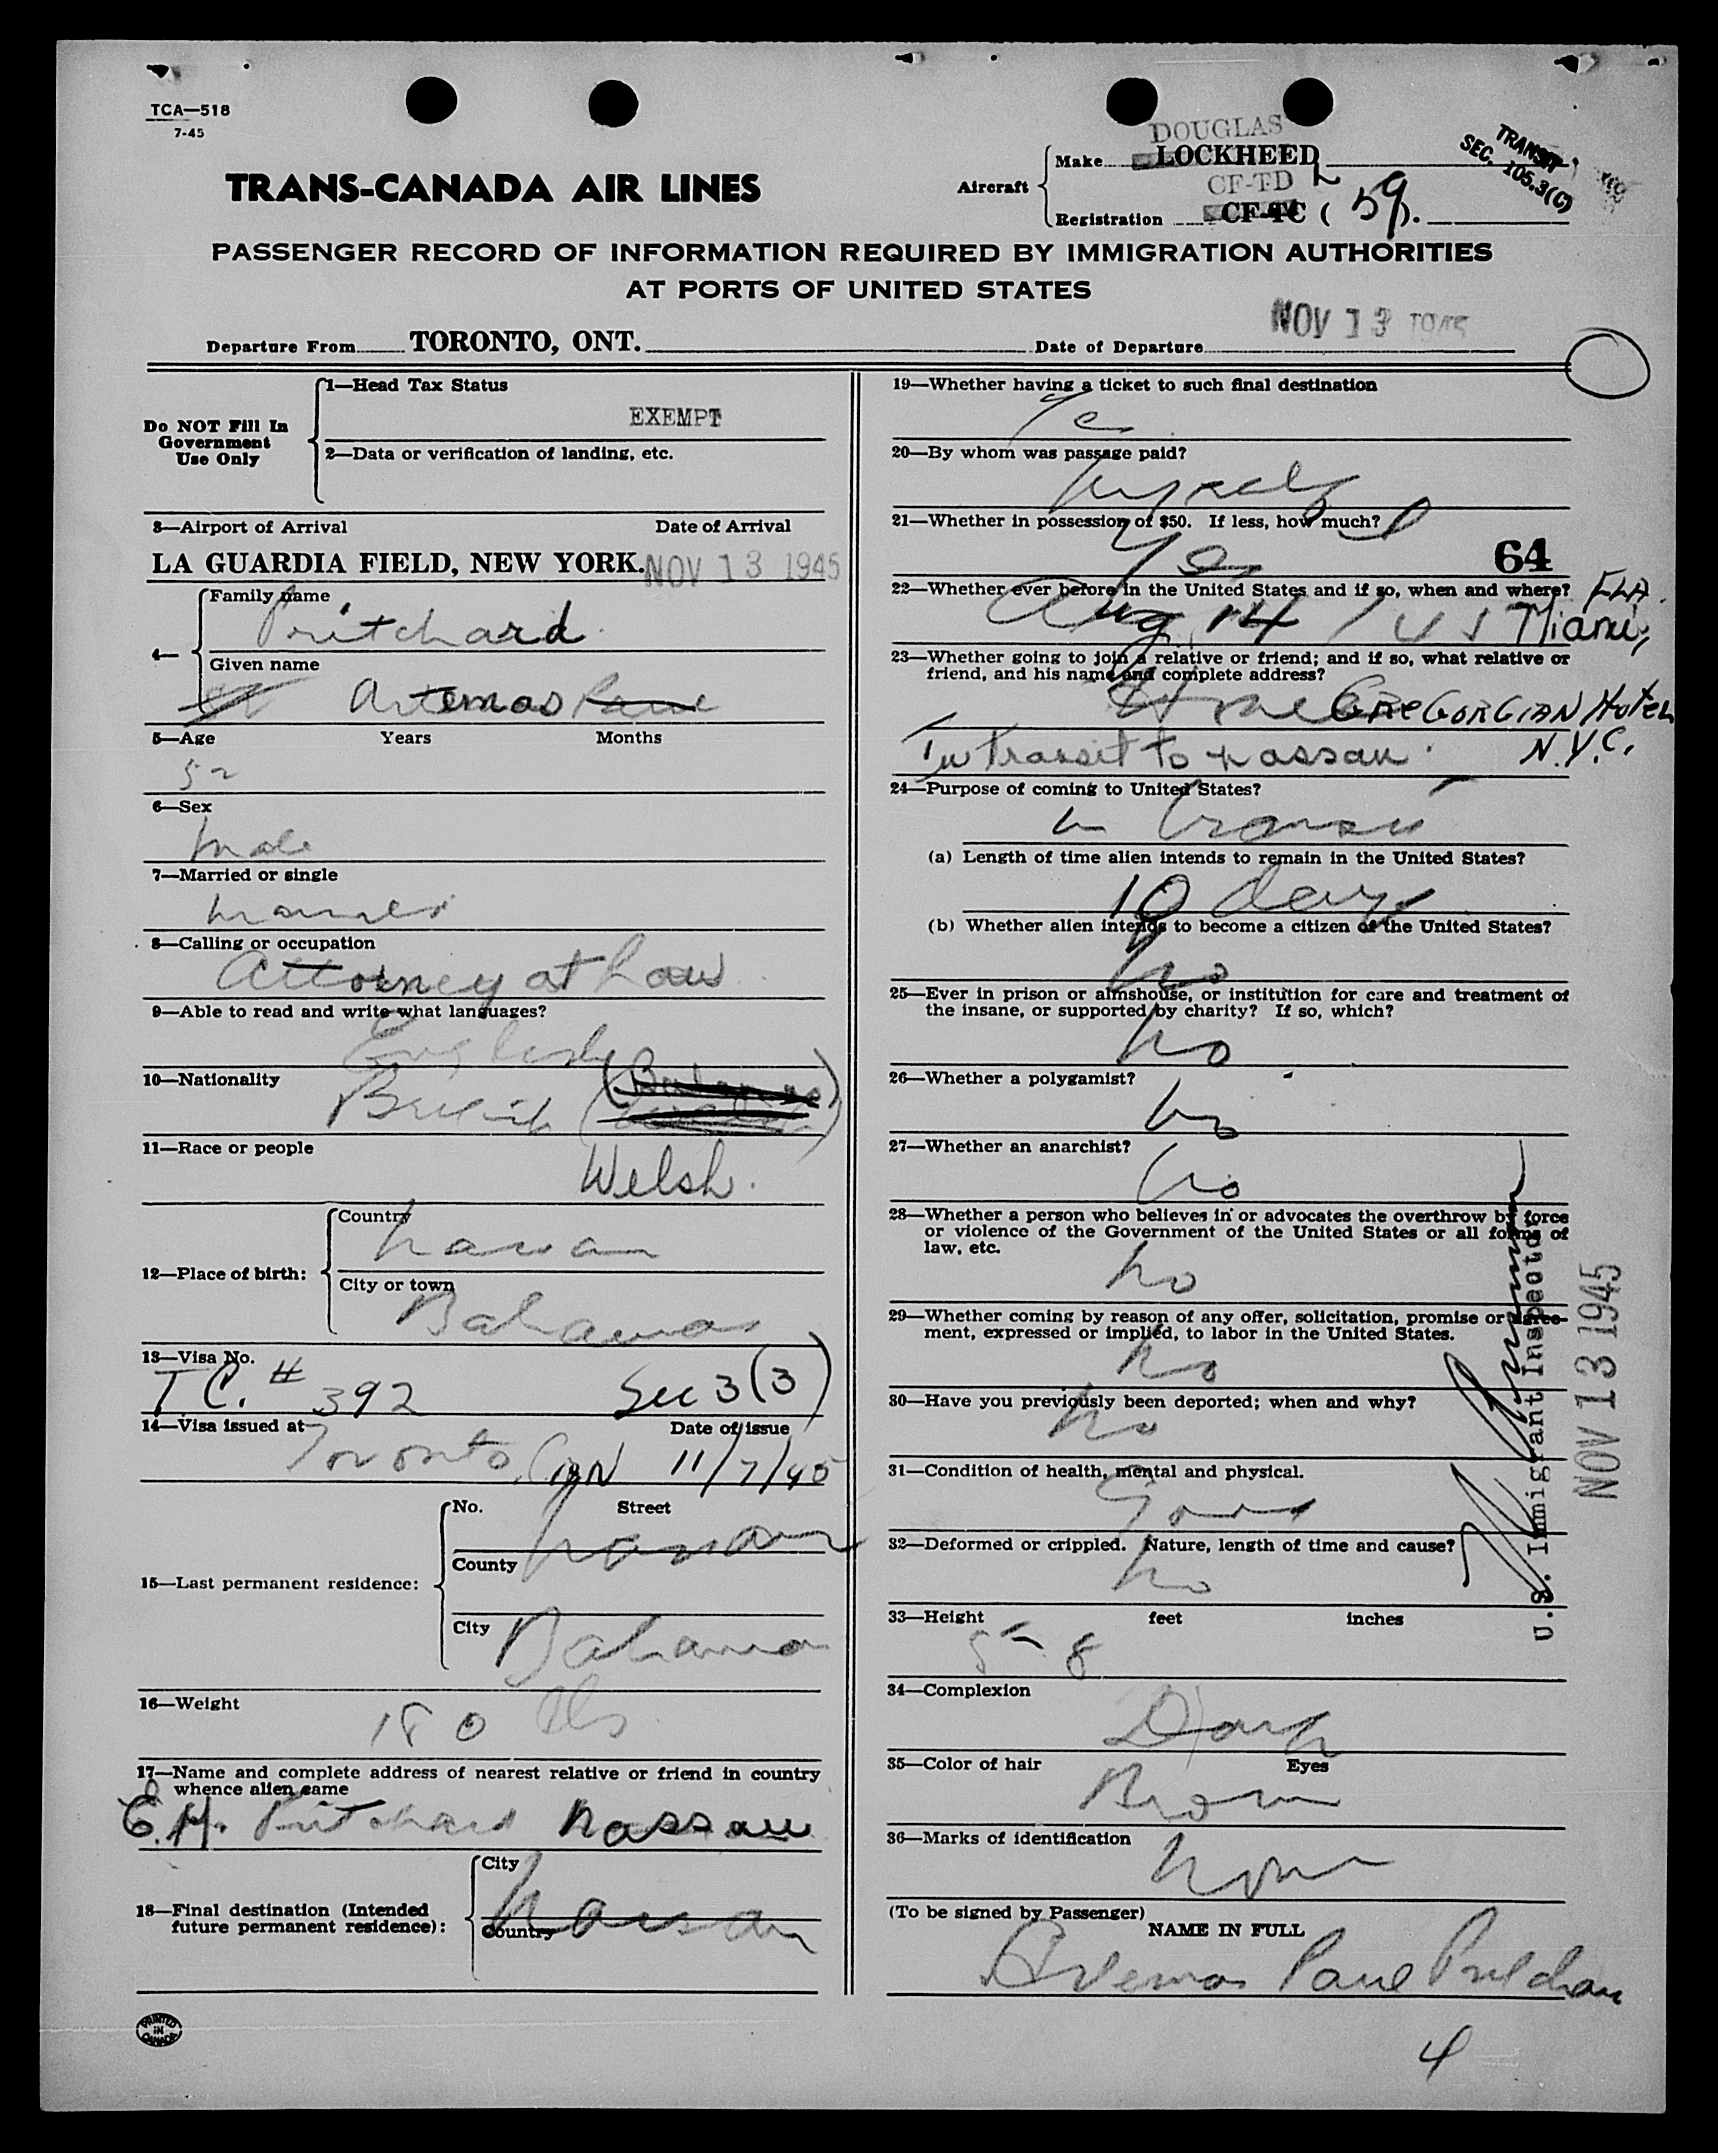 TCA—518
7-45
TRANS-CANADA AIR LINES
Aircraft
Make DOUGLAS
LOCKHEED
CF-TD L
Registration CF-TC ( 59).
TRANSIT
SEC. 105.3(C)
PASSENGER RECORD OF INFORMATION REQUIRED BY IMMIGRATION AUTHORITIES
AT PORTS OF UNITED STATES
Departure From TORONTO, ONT.
Date of Departure NOV 13 1945
Do NOT Fill In
Government
Use Only
1—Head Tax Status
EXEMPT
2—Data or verification of landing, etc.
3—Airport of Arrival Date of Arrival
LA GUARDIA FIELD, NEW YORK. NOV 13 1945
4—
Family name
Pritchard
Given name
Artemas Pane
5—Age Years Months
52
6—Sex
Male
7—Married or single
Married
8—Calling or occupation
Attorney at Law
9—Able to read and write what languages?
English
10—Nationality
British (Bahamas)
11—Race or people
Welsh.
12—Place of birth:
Country
Nassau
City or town
Bahamas
13—Visa No.
T.C. # 392 Sec 3(3)
14—Visa issued at Date of issue
Toronto, CAN 11/7/45
15—Last permanent residence:
No. Street
Nassau
County
City
Bahamas
16—Weight
180 lbs
17—Name and complete address of nearest relative or friend in country
whence alien came
E.H. Pritchard Nassau
18—Final destination (Intended
future permanent residence):
City
Nassau
Country
PRINTED
IN
CANADA
19—Whether having a ticket to such final destination
Yes
20—By whom was passage paid?
Myself
21—Whether in possession of $50. If less, how much?
Yes
64
22—Whether ever before in the United States and if so, when and where?
Aug 14 / 45 Miami, FLA.
23—Whether going to join a relative or friend; and if so, what relative or
friend, and his name and complete address?
GREGORGIAN Hotel
N.Y.C.
In transit to Nassau.
24—Purpose of coming to United States?
In Transit
(a) Length of time alien intends to remain in the United States?
10 days
(b) Whether alien intends to become a citizen of the United States?
No
25—Ever in prison or almshouse, or institution for care and treatment of
the insane, or supported by charity? If so, which?
No
26—Whether a polygamist?
No
27—Whether an anarchist?
No
28—Whether a person who believes in or advocates the overthrow by force
or violence of the Government of the United States or all forms of
law, etc.
No
29—Whether coming by reason of any offer, solicitation, promise or agree-
ment, expressed or implied, to labor in the United States.
No
30—Have you previously been deported; when and why?
No
31—Condition of health, mental and physical.
Good
32—Deformed or crippled. Nature, length of time and cause?
No
33—Height feet inches
5 - 8
34—Complexion
Dark
35—Color of hair Eyes
Brown
36—Marks of identification
None
(To be signed by Passenger)
NAME IN FULL
Artemas Pane Pritchard
U.S. Immigrant Inspector
NOV 13 1945
4